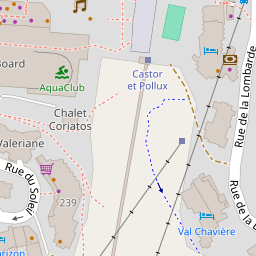 Board
AquaClub
Castor
et Pollux
Chalet
Coriatos
Valeriane
Rue du Soleil
239
Rue de la Lombarde
Rue de la L
Val Chavière
orizon